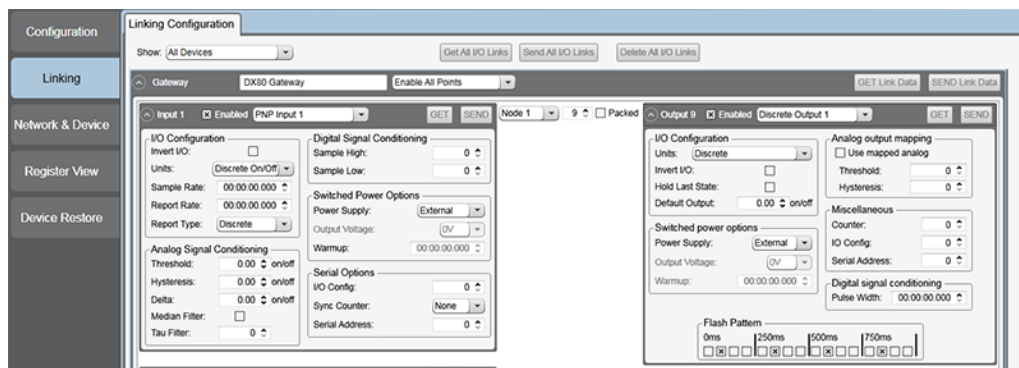 Configuration
Linking
Network & Device
Register View
Device Restore
Linking Configuration
Show: All Devices
Get All I/O Links Send All I/O Links Delete All I/O Links
Gateway DX80 Gateway Enable All Points GET Link Data SEND Link Data
Input 1 Enabled PNP Input 1 GET SEND
I/O Configuration
Invert I/O:
Units: Discrete On/Off
Sample Rate: 00:00:00.000
Report Rate: 00:00:00.000
Report Type: Discrete
Analog Signal Conditioning
Threshold: 0.00 on/off
Hysteresis: 0.00 on/off
Delta: 0.00 on/off
Median Filter:
Tau Filter: 0
Digital Signal Conditioning
Sample High: 0
Sample Low: 0
Switched Power Options
Power Supply: External
Output Voltage: 0V
Warmup: 00:00:00.000
Serial Options
I/O Config: 0
Sync Counter: None
Serial Address: 0
Node 1 9 Packed
Output 9 Enabled Discrete Output 1 GET SEND
I/O Configuration
Units: Discrete
Invert I/O:
Hold Last State:
Default Output: 0.00 on/off
Switched power options
Power Supply: External
Output Voltage: 0V
Warmup: 00:00:00.000
Analog output mapping
Use mapped analog
Threshold: 0
Hysteresis: 0
Miscellaneous
Counter: 0
IO Config: 0
Serial Address: 0
Digital signal conditioning
Pulse Width: 00:00:00.000
Flash Pattern
0ms 250ms 500ms 750ms